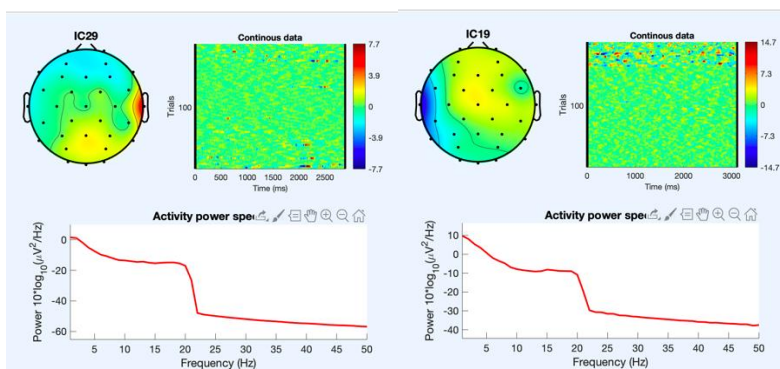 IC29
Continous data
7.7
3.9
0
-3.9
-7.7
Trials
100
0 500 1000 1500 2000 2500
Time (ms)
Activity power spe
Power 10*log10(μV2/Hz)
0
-20
-40
-60
5 10 15 20 25 30 35 40 45 50
Frequency (Hz)
IC19
Continous data
14.7
7.3
0
-7.3
-14.7
Trials
100
0 1000 2000 3000
Time (ms)
Activity power spe
Power 10*log10(μV2/Hz)
10
0
-10
-20
-30
-40
5 10 15 20 25 30 35 40 45 50
Frequency (Hz)